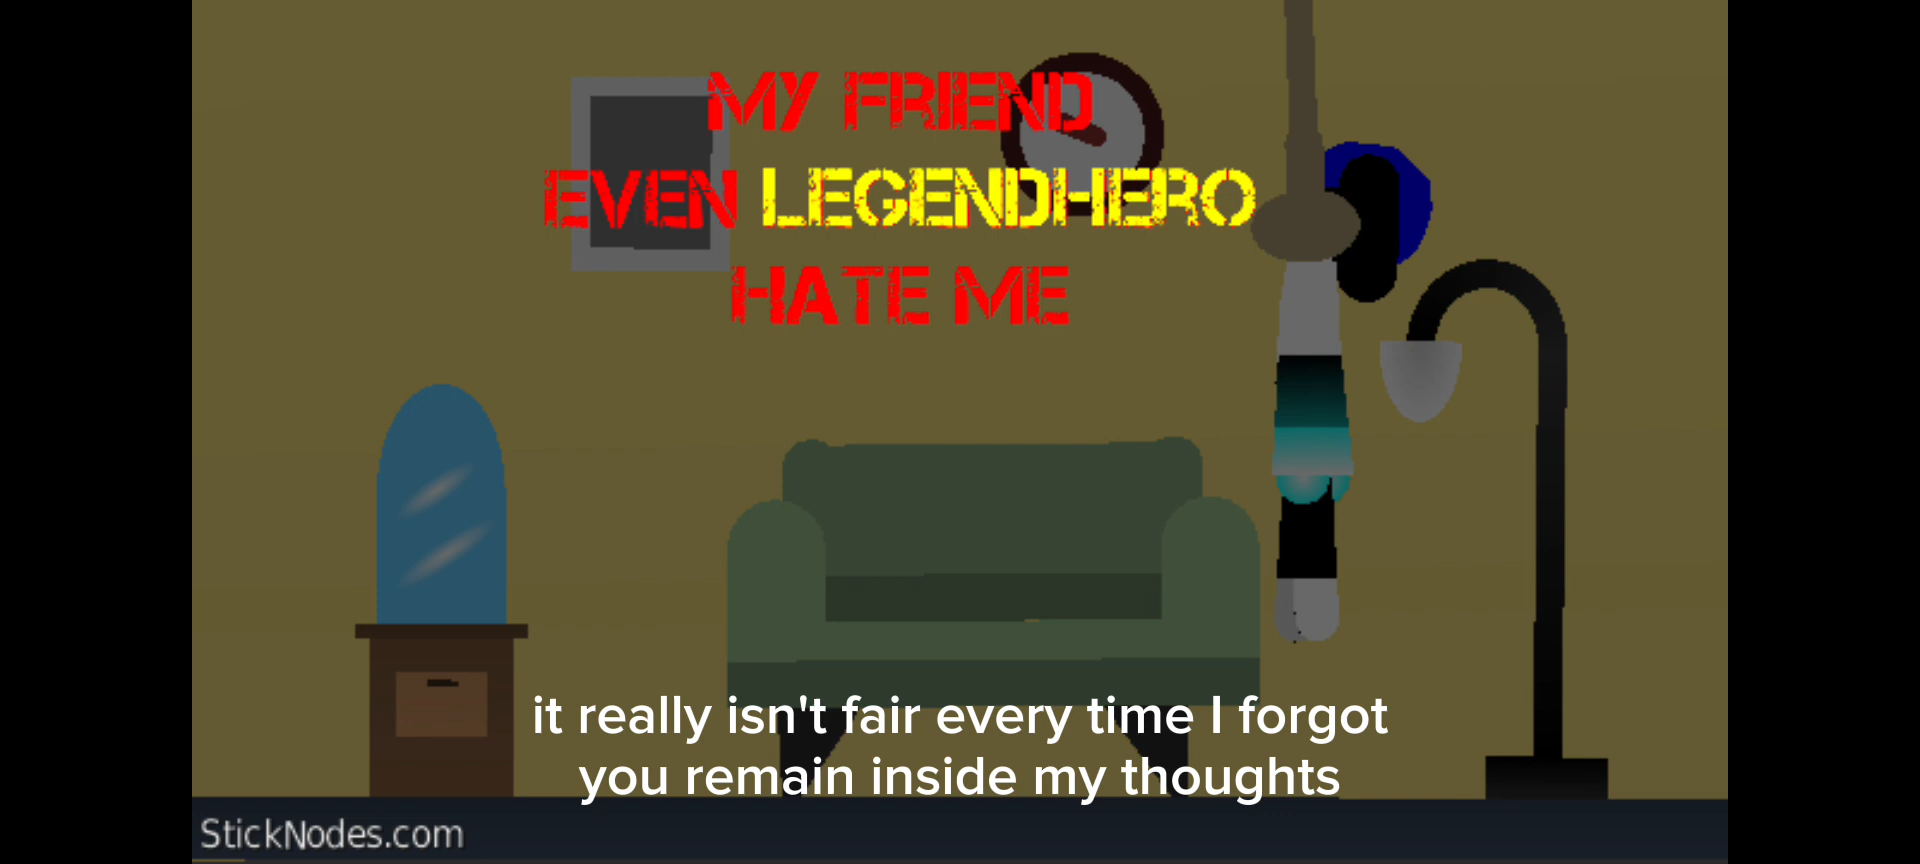 MY FRIEND
EVEN LEGENDHERO
HATE ME
it really isn't fair every time I forgot
you remain inside my thoughts
StickNodes.com